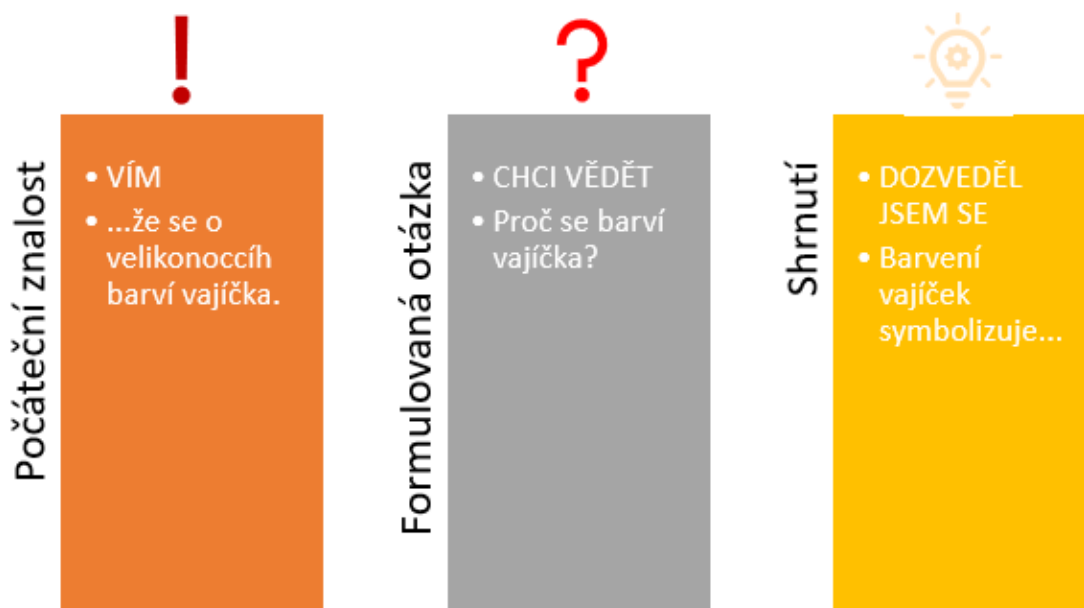 !
Počáteční znalost
• VÍM
• ...že se o
velikonoccíh
barví vajíčka.
?
Formulovaná otázka
• CHCI VĚDĚT
• Proč se barví
vajíčka?
Shrnutí
• DOZVEDĚL
JSEM SE
• Barvení
vajíček
symbolizuje...